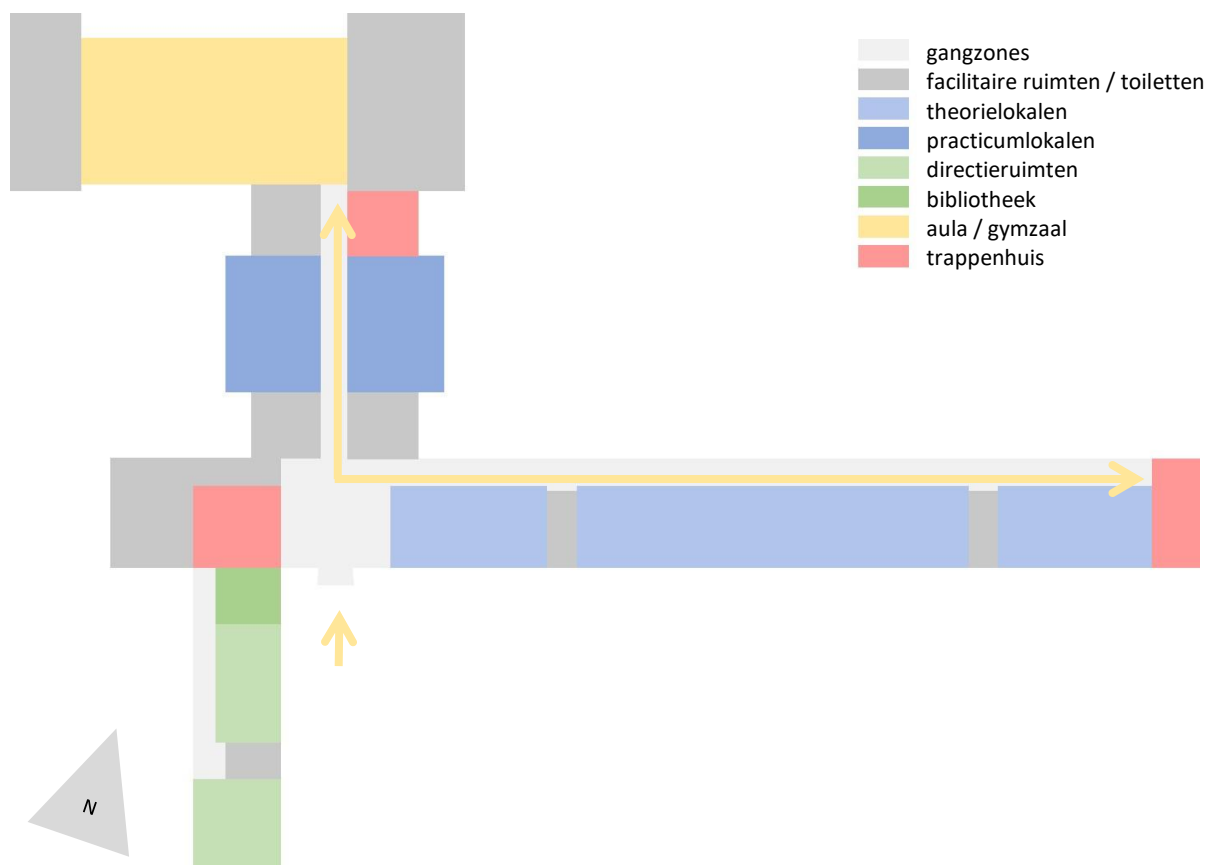 gangzones
facilitaire ruimten / toiletten
theorielokalen
practicumlokalen
directieruimten
bibliotheek
aula / gymzaal
trappenhuis
N